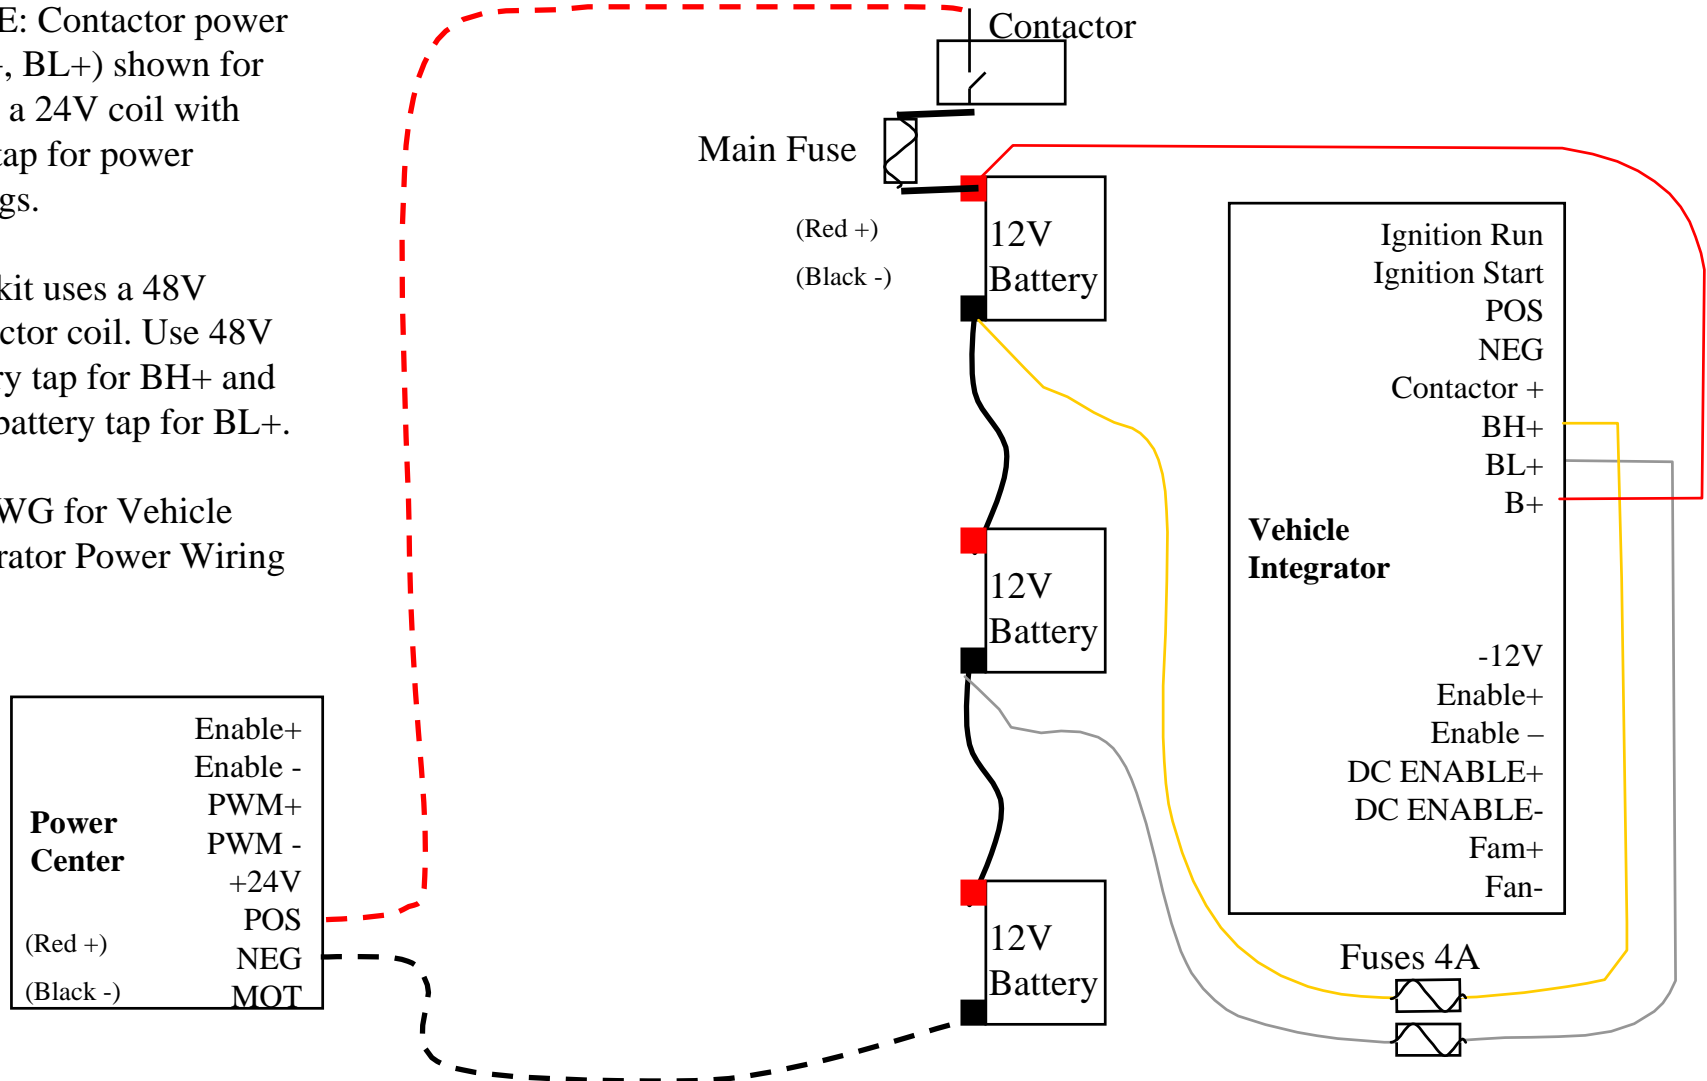 E: Contactor power
, BL+) shown for
a 24V coil with
tap for power
gs.
kit uses a 48V
ctor coil. Use 48V
ry tap for BH+ and
battery tap for BL+.
WG for Vehicle
rator Power Wiring
Contactor
Main Fuse
(Red +)
(Black -)
12V
Battery
12V
Battery
12V
Battery
Ignition Run
Ignition Start
POS
NEG
Contactor +
BH+
BL+
B+
Vehicle
Integrator
-12V
Enable+
Enable –
DC ENABLE+
DC ENABLE-
Fam+
Fan-
Fuses 4A
Enable+
Enable -
PWM+
PWM -
+24V
POS
NEG
MOT
Power
Center
(Red +)
(Black -)